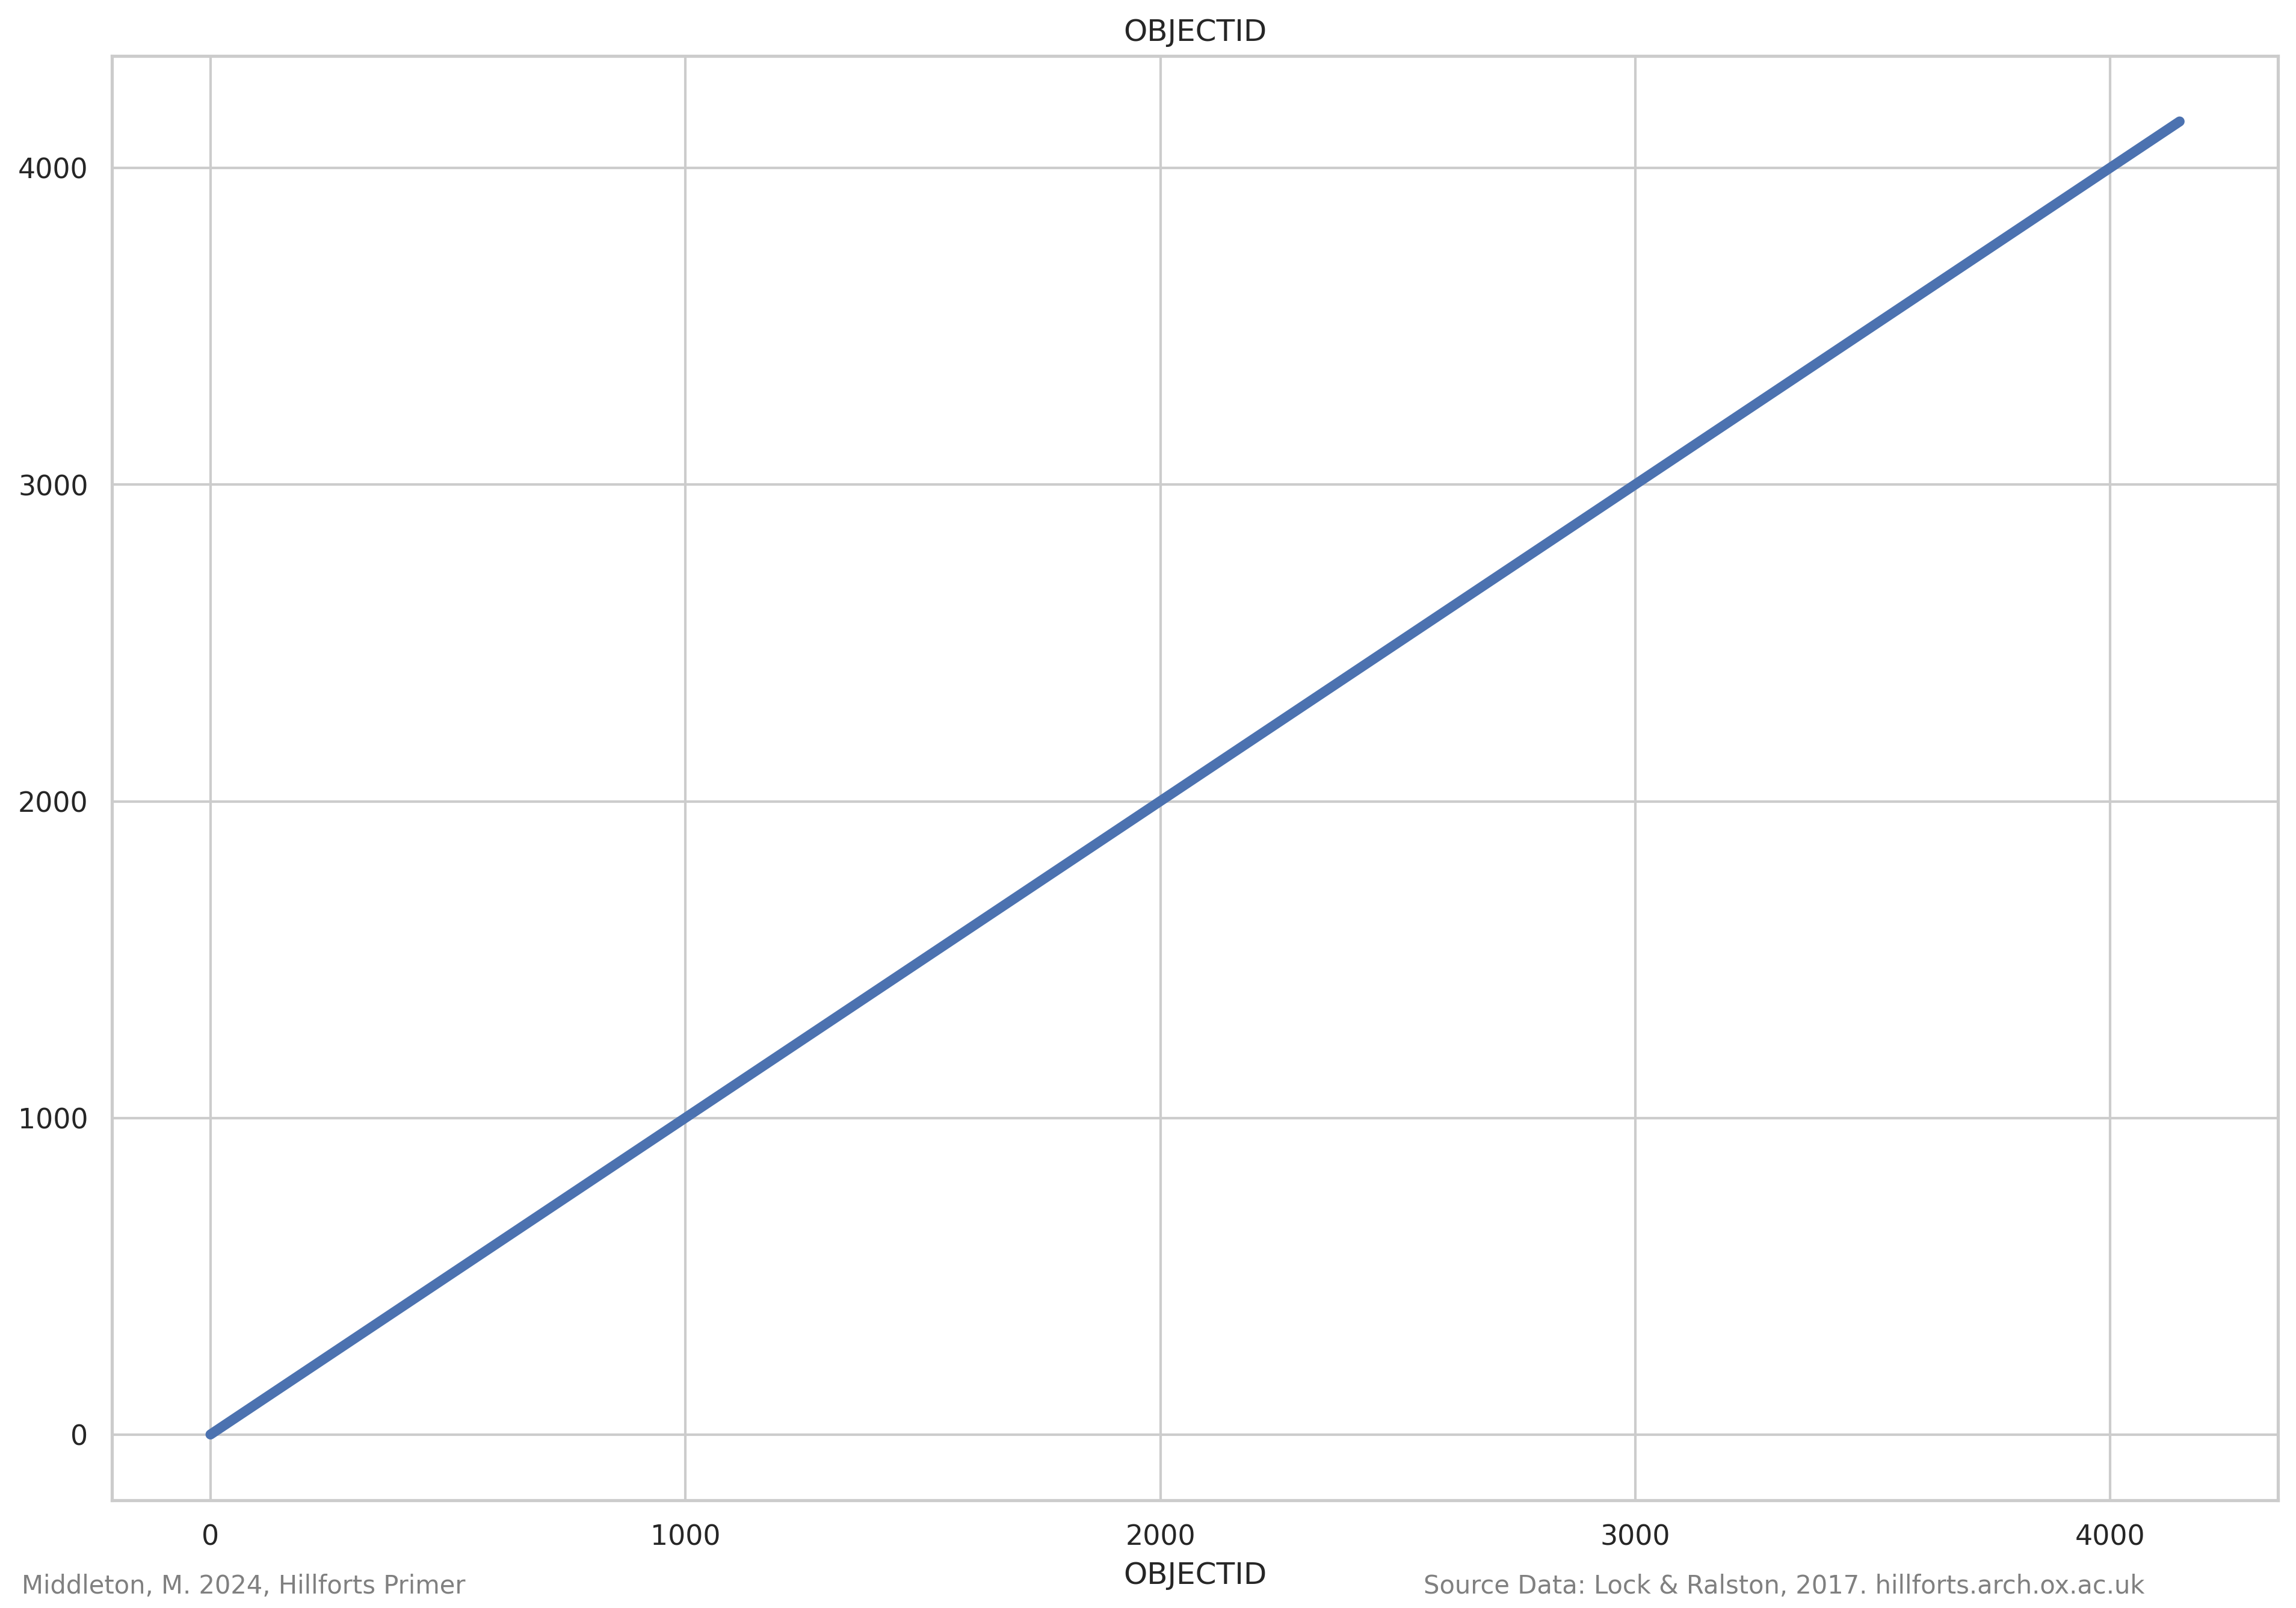 OBJECTID
4000
3000
2000
1000
0
0 1000 2000 3000 4000
OBJECTID
Middleton, M. 2024, Hillforts Primer
Source Data: Lock & Ralston, 2017. hillforts.arch.ox.ac.uk